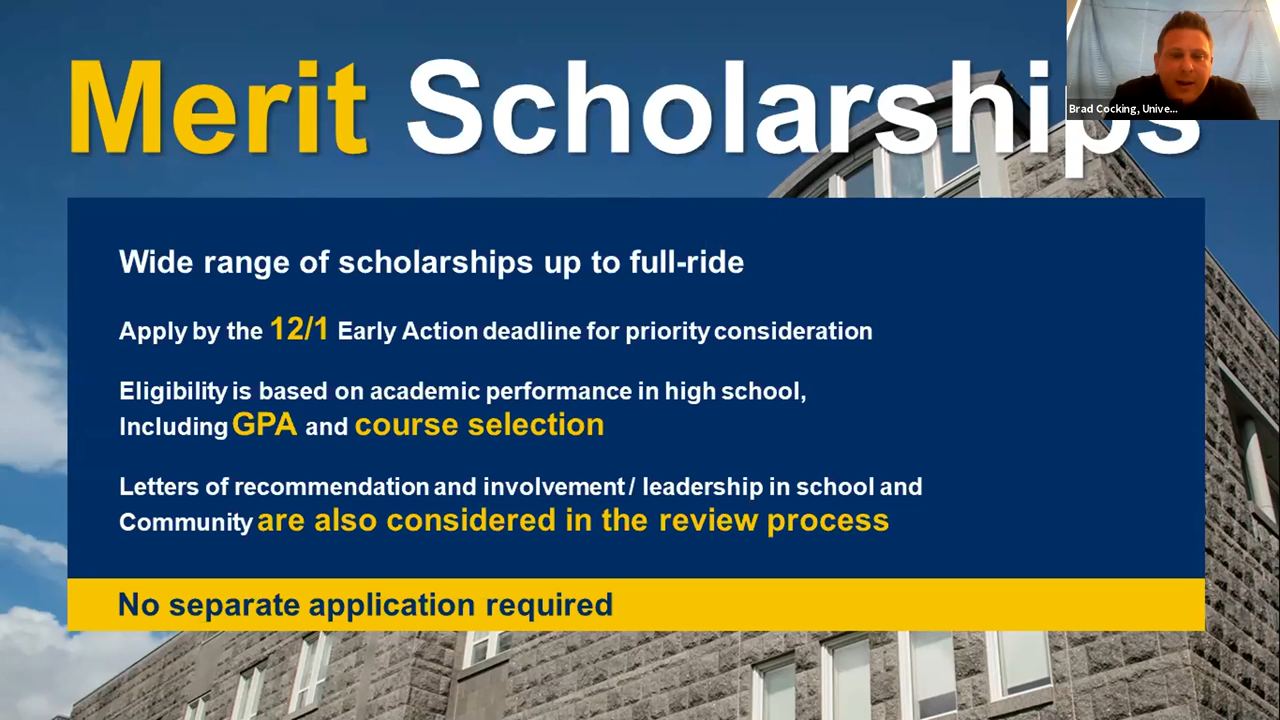 Merit Scholarships
Brad Cocking, Unive...
Wide range of scholarships up to full-ride
Apply by the 12/1 Early Action deadline for priority consideration
Eligibility is based on academic performance in high school,
Including GPA and course selection
Letters of recommendation and involvement/ leadership in school and
Community are also considered in the review process
No separate application required